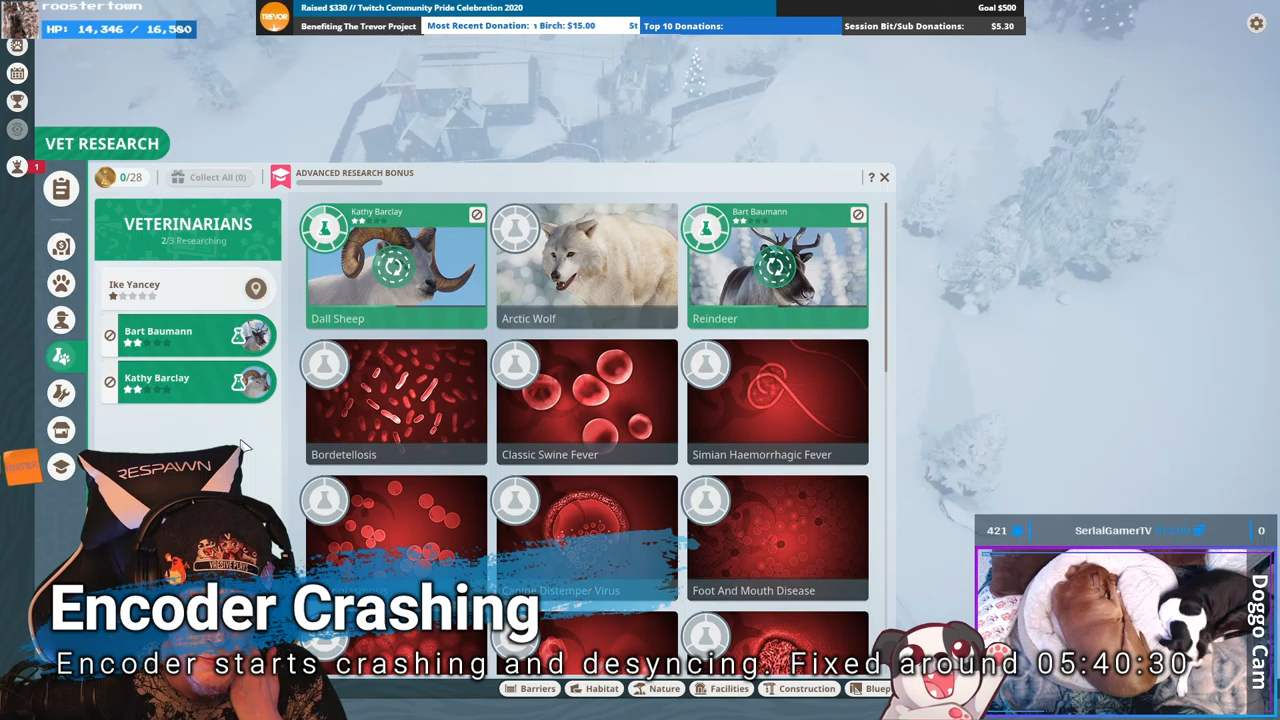 roostertown
HP: 14,346 / 16,580
TREVOR
Raised $330 // Twitch Community Pride Celebration 2020
Goal $500
Benefiting The Trevor Project
Most Recent Donation:
Birch: $15.00
St
Top 10 Donations:
Session Bit/Sub Donations:
$5.30
VET RESEARCH
1
0/28
Collect All (0)
ADVANCED RESEARCH BONUS
?
VETERINARIANS
2/3 Researching
Ike Yancey
Bart Baumann
Kathy Barclay
Kathy Barclay
Dall Sheep
Arctic Wolf
Bart Baumann
Reindeer
Bordetellosis
Classic Swine Fever
Simian Haemorrhagic Fever
Canine Distemper Virus
Foot And Mouth Disease
RESPAWN
Encoder Crashing
Encoder starts crashing and desyncing. Fixed around 05:40:30
Barriers
Habitat
Nature
Facilities
Construction
Bluep
421
SerialGamerTV
0
Doggo Cam